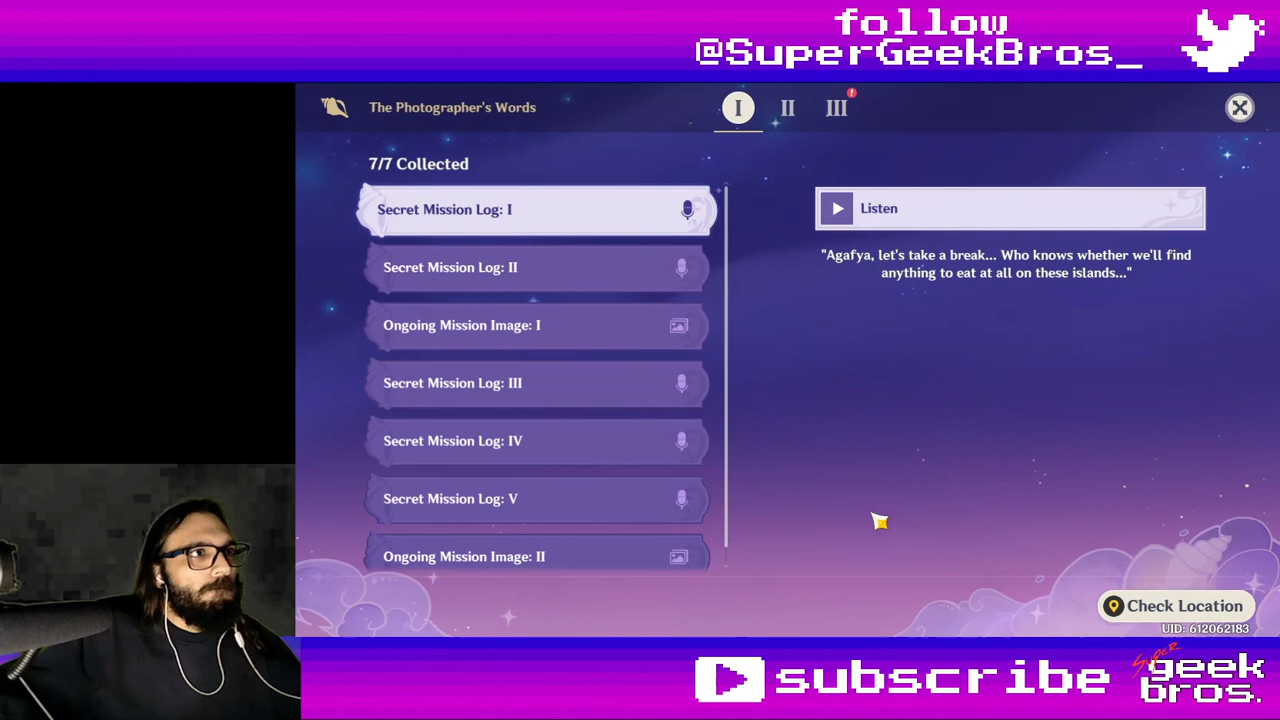 follow
@SuperGeekBros_
The Photographer's Words
I
II
III
!
7/7 Collected
Secret Mission Log: I
Secret Mission Log: II
Ongoing Mission Image: I
Secret Mission Log: III
Secret Mission Log: IV
Secret Mission Log: V
Ongoing Mission Image: II
Listen
"Agafya, let's take a break... Who knows whether we'll find
anything to eat at all on these islands..."
Check Location
UID: 612062183
subscribe
SUPER
geek
bros.